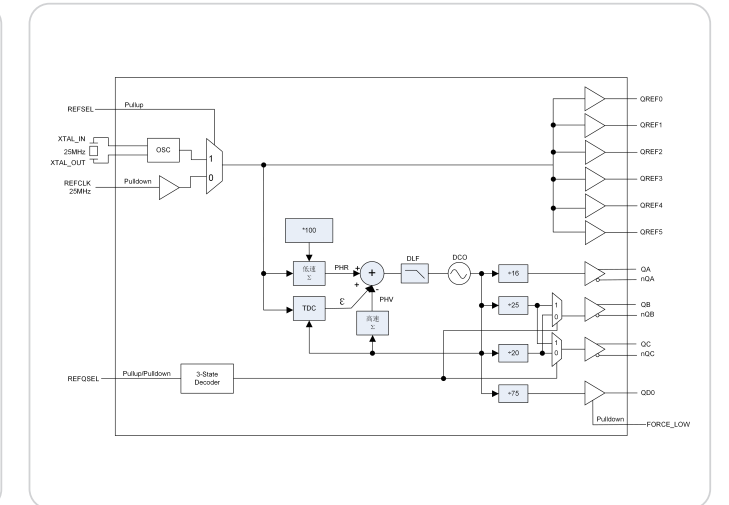 REFSEL
Pullup
XTAL_IN
25MHz
XTAL_OUT
OSC
1
0
REFCLK
25MHz
Pulldown
QREF0
QREF1
QREF2
QREF3
QREF4
QREF5
*100
低速
Σ
PHR
+
+
+
-
DLF
DCO
TDC
ε
PHV
高速
Σ
÷16
÷25
÷20
÷75
1
0
1
0
QA
nQA
QB
nQB
QC
nQC
QD0
REFQSEL
Pullup/Pulldown
3-State
Decoder
Pulldown
FORCE_LOW